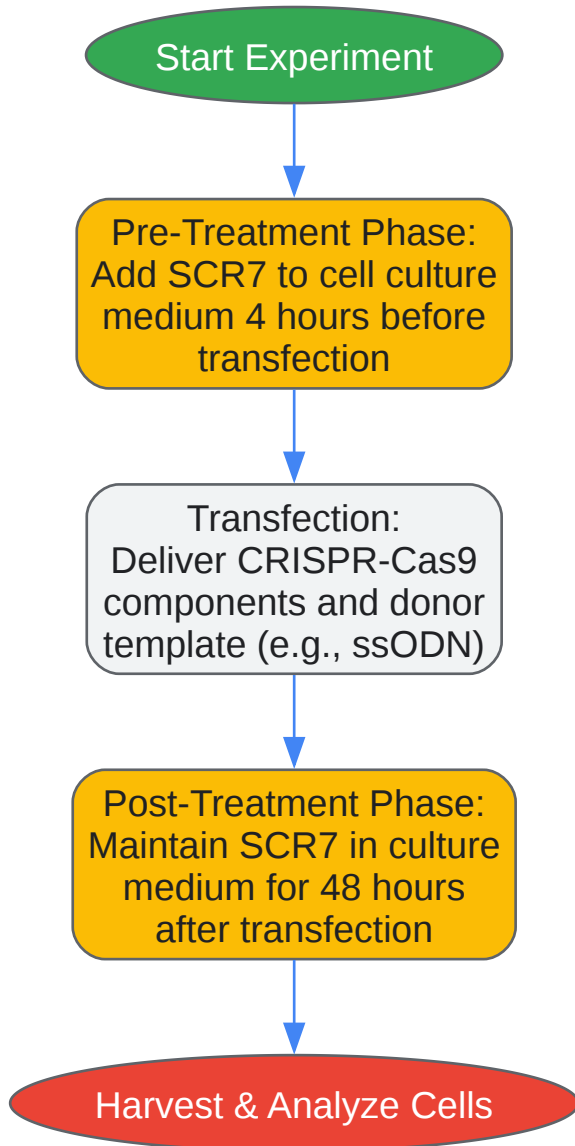 Start Experiment
Pre-Treatment Phase:
Add SCR7 to cell culture
medium 4 hours before
transfection
Transfection:
Deliver CRISPR-Cas9
components and donor
template (e.g., ssODN)
Post-Treatment Phase:
Maintain SCR7 in culture
medium for 48 hours
after transfection
Harvest & Analyze Cells